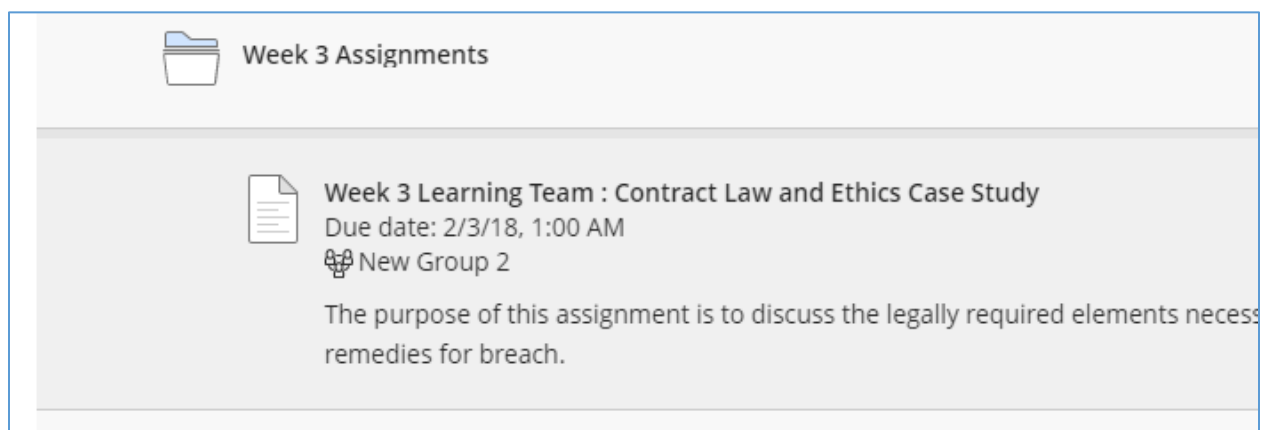 Week 3 Assignments
Week 3 Learning Team : Contract Law and Ethics Case Study
Due date: 2/3/18, 1:00 AM
New Group 2
The purpose of this assignment is to discuss the legally required elements
remedies for breach.